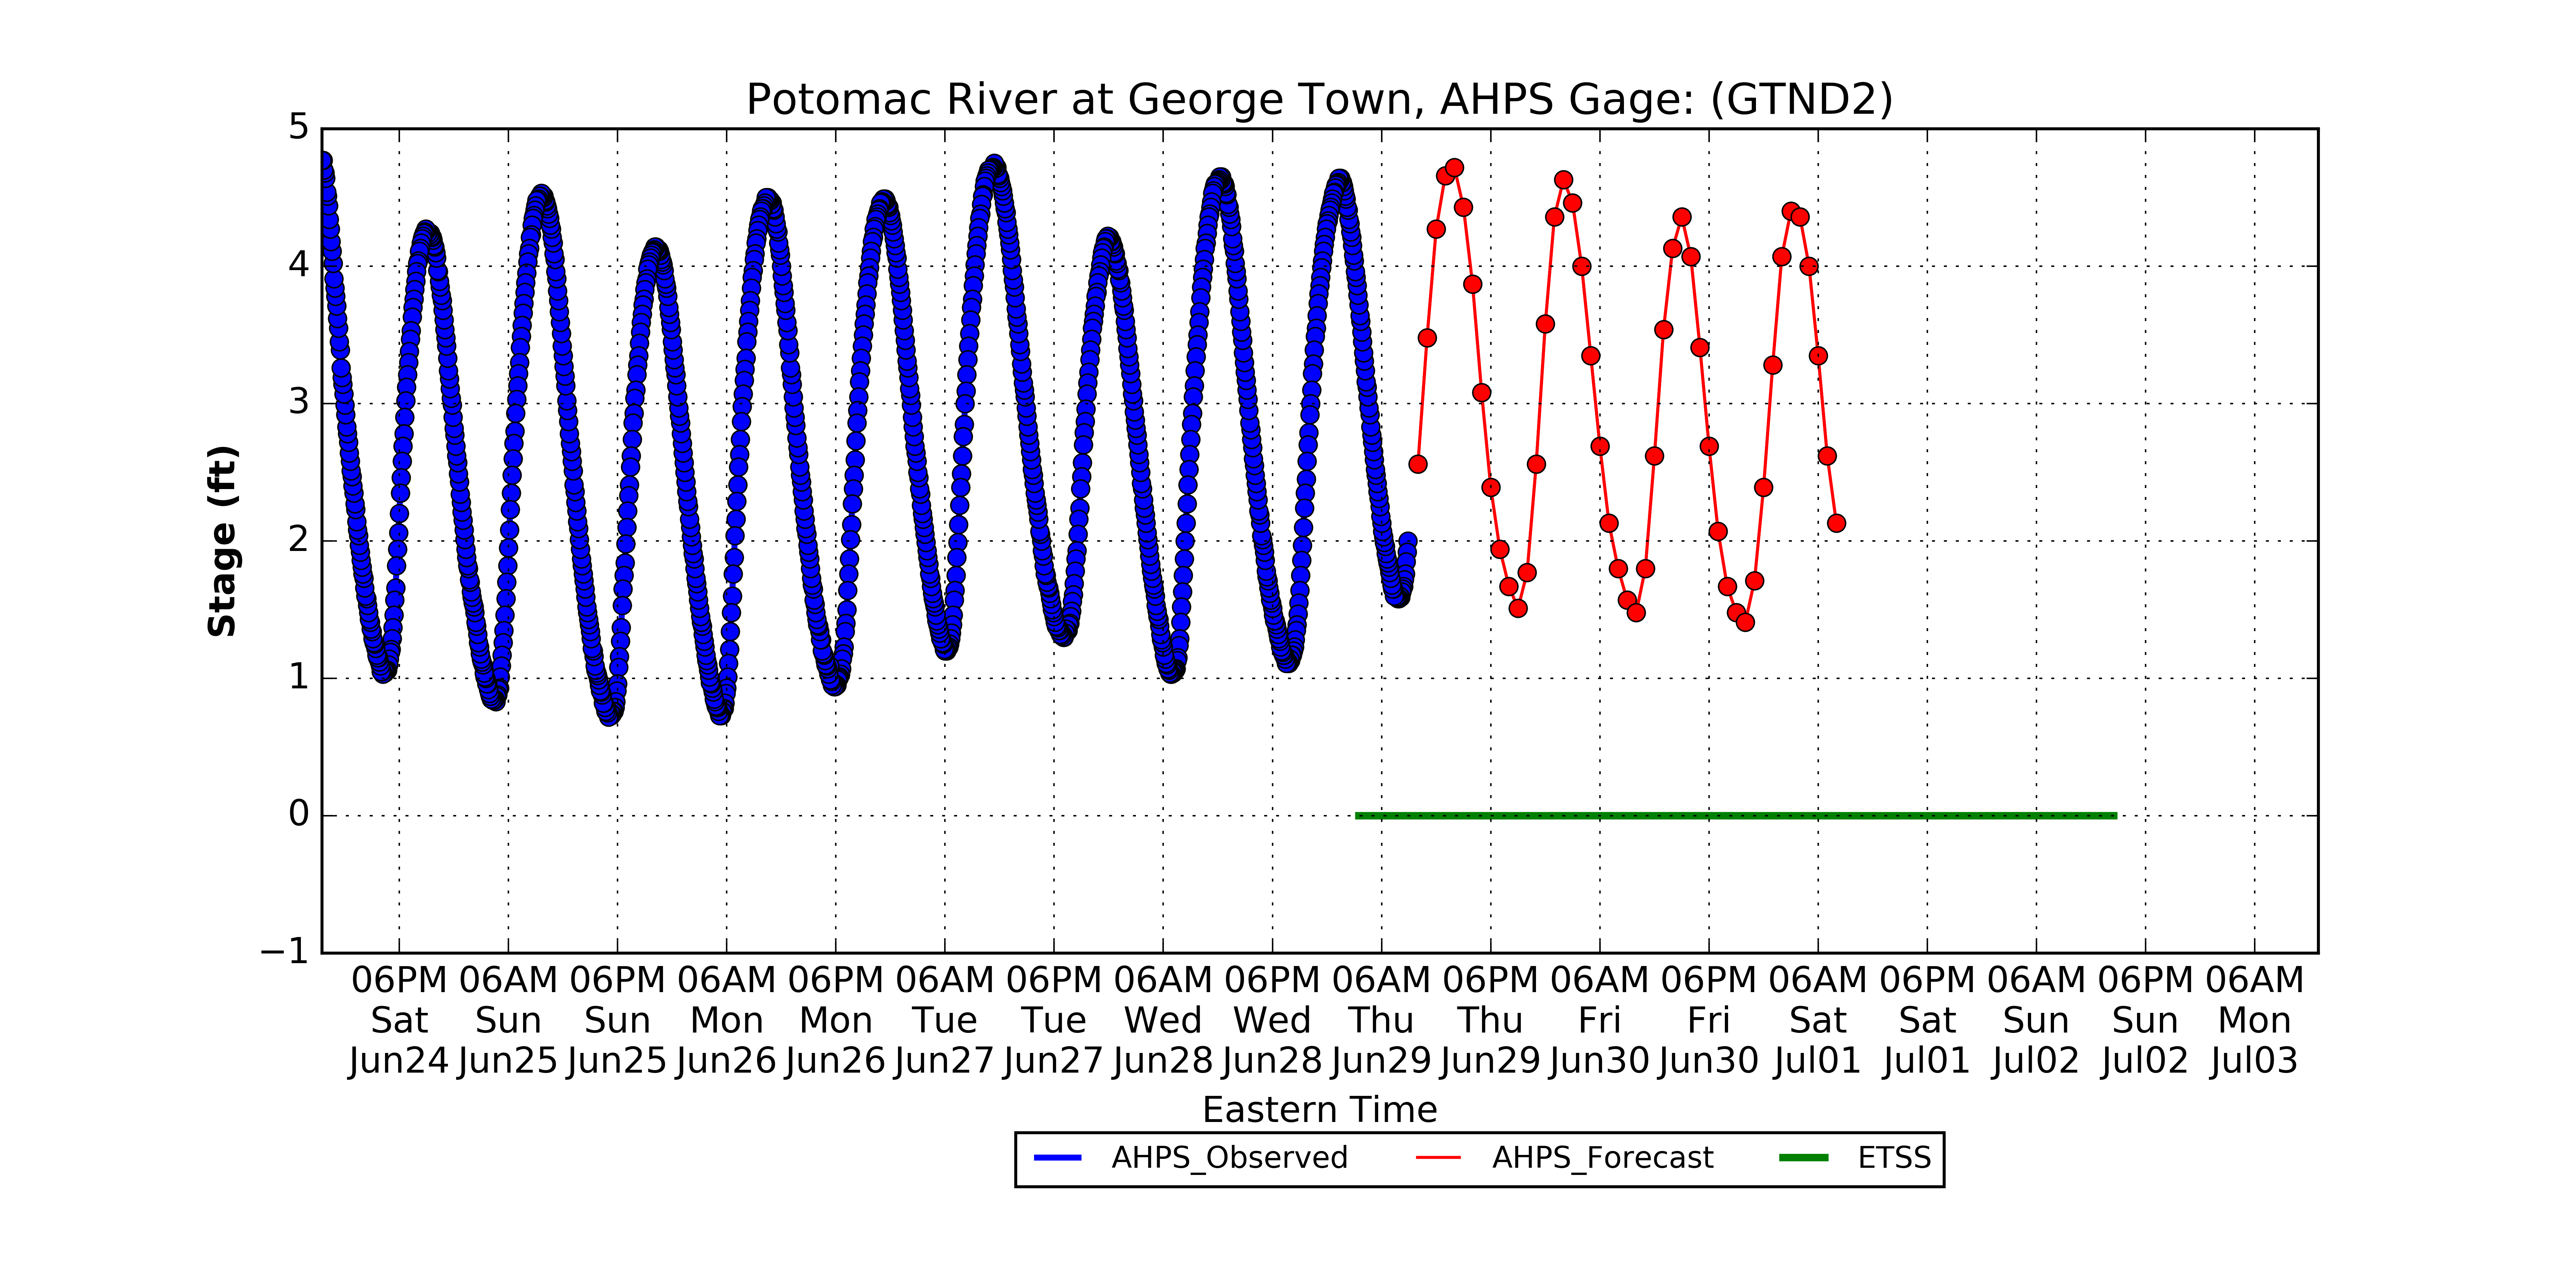 Potomac River at George Town, AHPS Gage: (GTND2)
5
4
3
2
1
0
−1
Stage (ft)
06PM 06AM 06PM 06AM 06PM 06AM 06PM 06AM 06PM 06AM 06PM 06AM 06PM 06AM 06PM 06AM 06PM 06AM
Sat Sun Sun Mon Mon Tue Tue Wed Wed Thu Thu Fri Fri Sat Sat Sun Sun Mon
Jun24 Jun25 Jun25 Jun26 Jun26 Jun27 Jun27 Jun28 Jun28 Jun29 Jun29 Jun30 Jun30 Jul01 Jul01 Jul02 Jul02 Jul03
Eastern Time
AHPS_Observed AHPS_Forecast ETSS